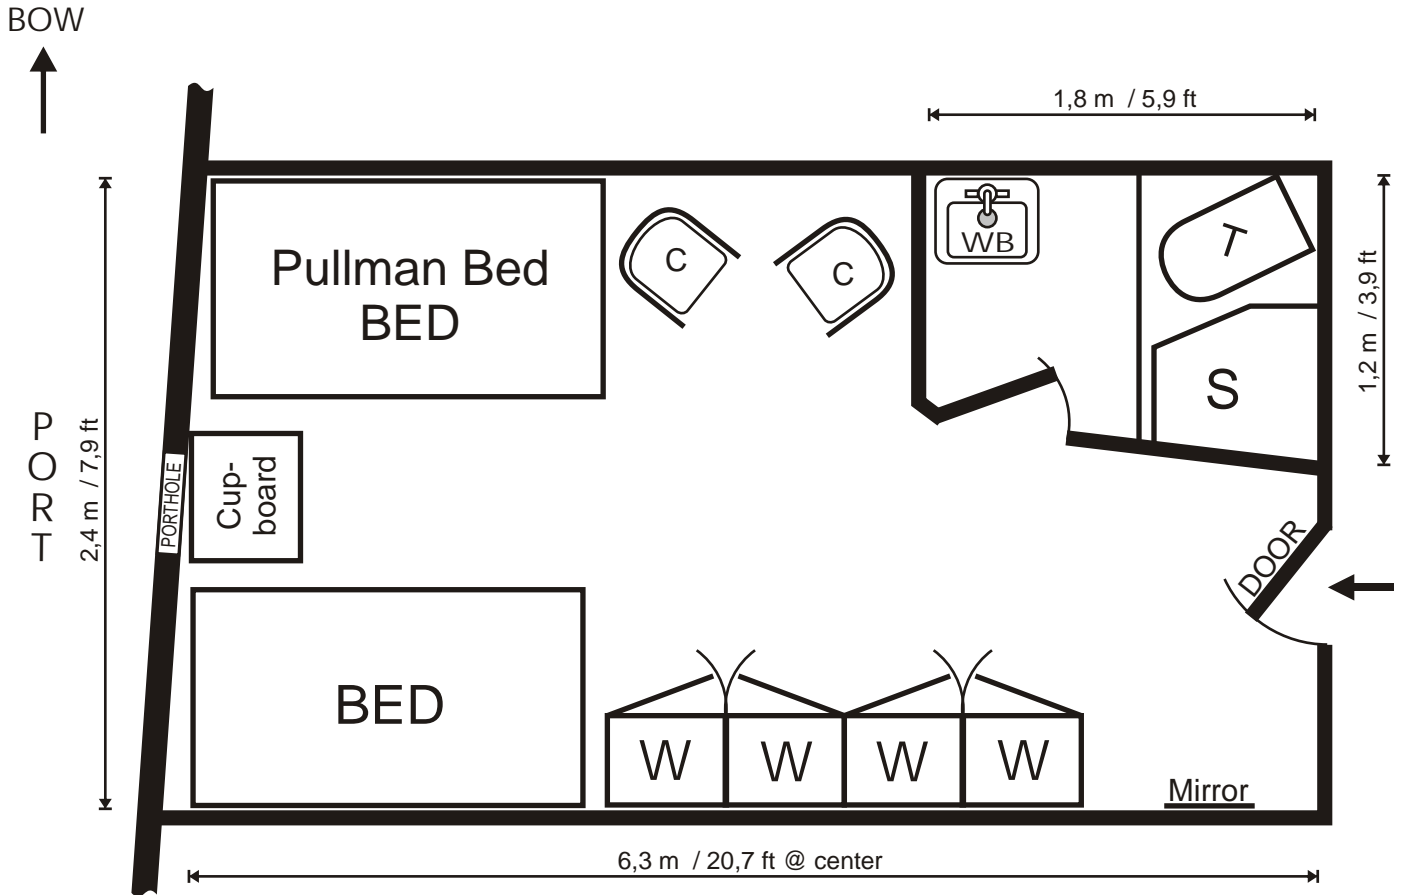 BOW
1,8 m / 5,9 ft
Pullman Bed
BED
C
C
WB
T
S
1,2 m / 3,9 ft
PORT
2,4 m / 7,9 ft
PORTHOLE
Cup-
board
DOOR
BED
W
W
W
W
Mirror
6,3 m / 20,7 ft @ center